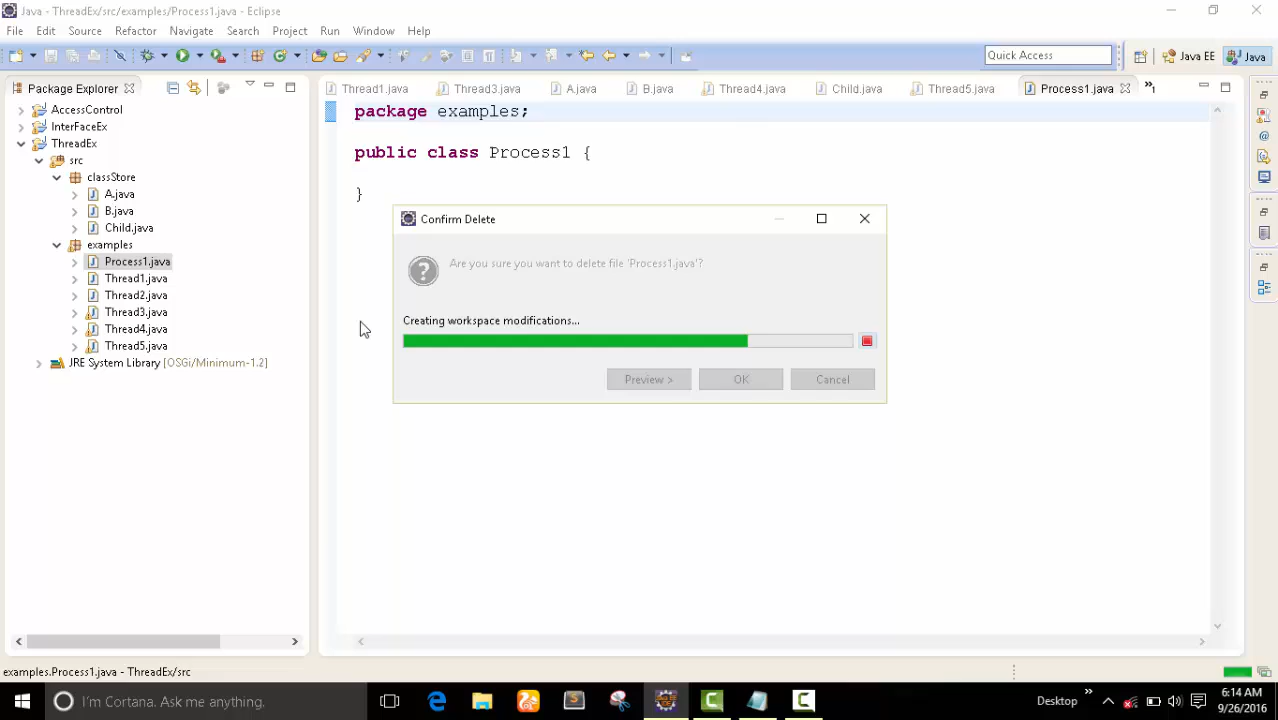 Java - ThreadEx/src/examples/Process1.java - Eclipse
File Edit Source Refactor Navigate Search Project Run Window Help
Quick Access Java EE Java
Package Explorer Thread1.java Thread3.java A.java B.java Thread4.java Child.java Thread5.java Process1.java »1
AccessControl
InterFaceEx
ThreadEx
src
classStore
A.java
B.java
Child.java
examples
Process1.java
Thread1.java
Thread2.java
Thread3.java
Thread4.java
Thread5.java
JRE System Library [OSGi/Minimum-1.2]
package examples;
public class Process1 {
}
Confirm Delete
Are you sure you want to delete file 'Process1.java'?
Creating workspace modifications...
Preview > OK Cancel
examples.Process1.java - ThreadEx/src
I'm Cortana. Ask me anything. Desktop » 6:14 AM
9/26/2016